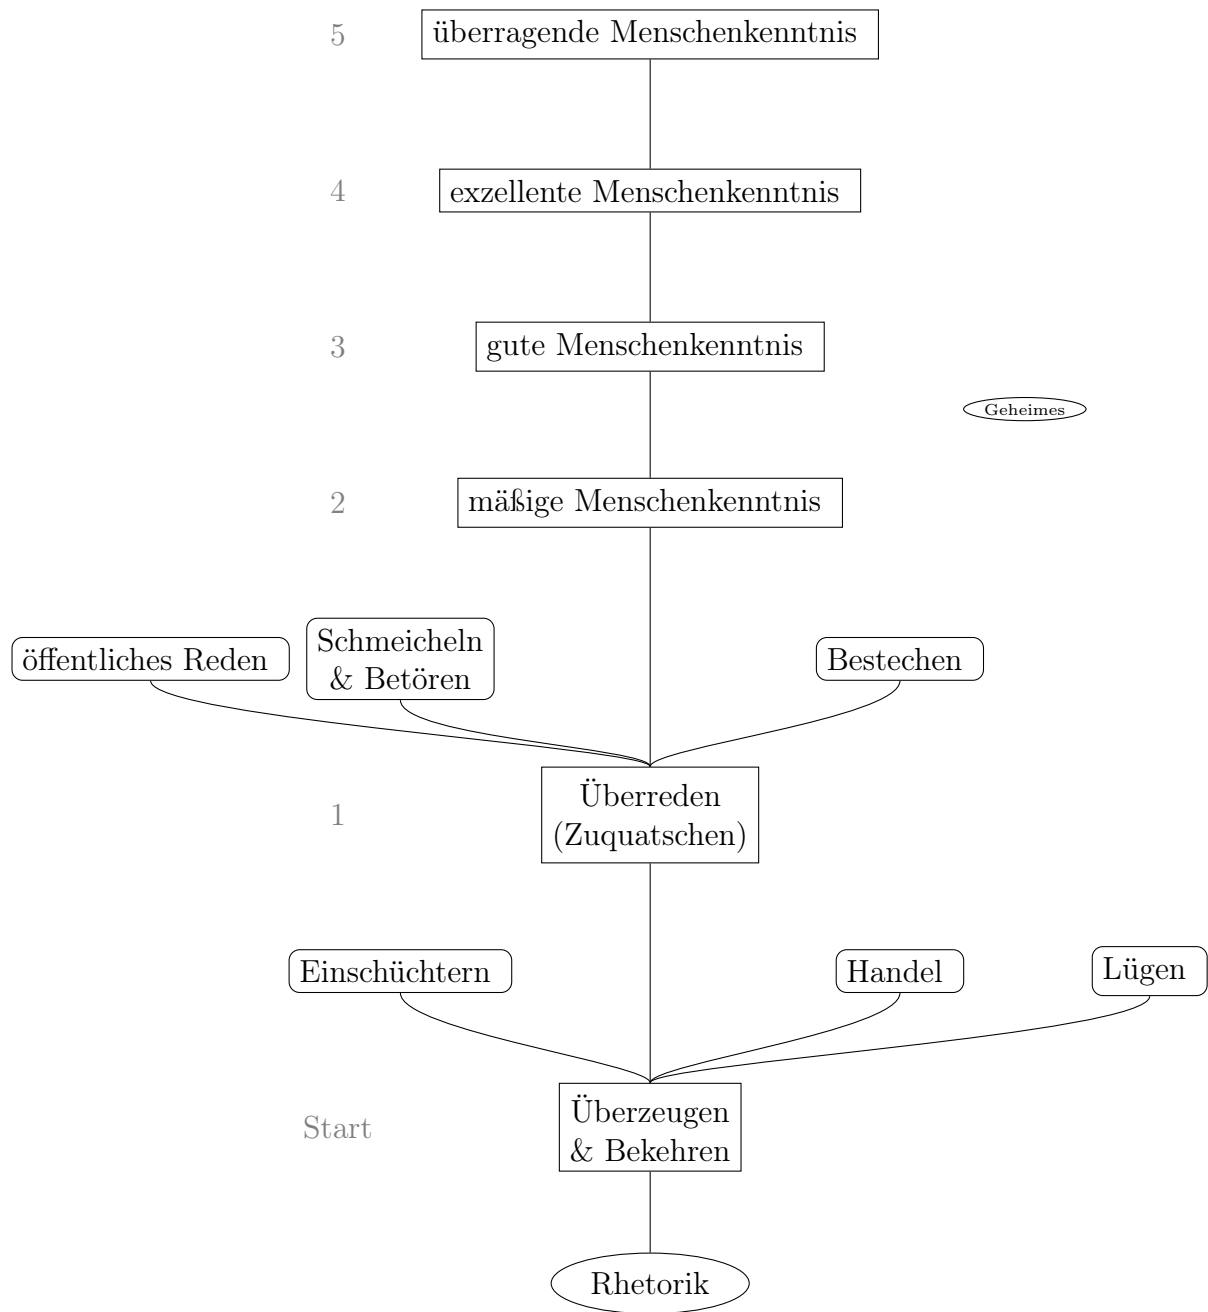 5
überragende Menschenkenntnis
4
exzellente Menschenkenntnis
3
gute Menschenkenntnis
Geheimes
2
mäßige Menschenkenntnis
öffentliches Reden
Schmeicheln
& Betören
Bestechen
1
Überreden
(Zuquatschen)
Einschüchtern
Handel
Lügen
Start
Überzeugen
& Bekehren
Rhetorik